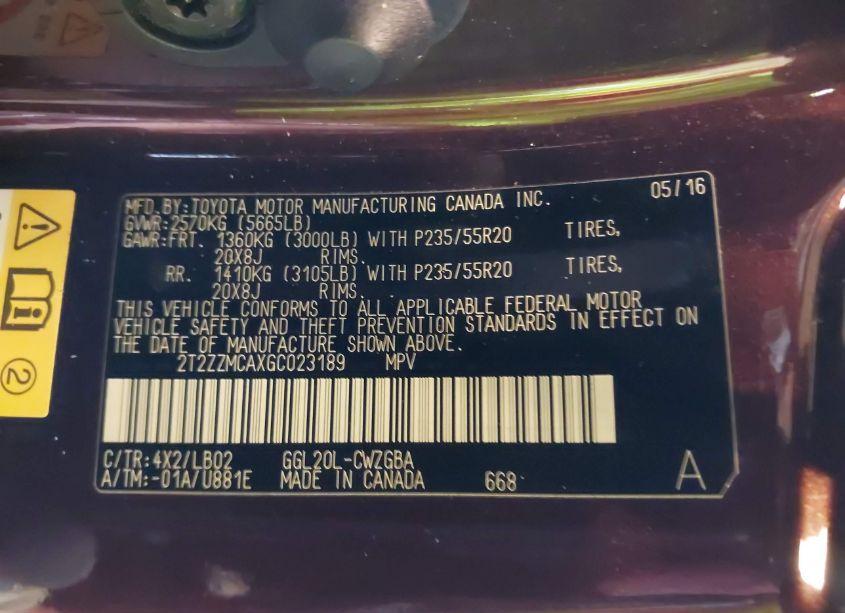 MFD.BY:TOYOTA MOTOR MANUFACTURING CANADA INC. 05/16
GVWR:2570KG (5665LB)
GAWR:FRT. 1360KG (3000LB) WITH P235/55R20 TIRES,
20X8J RIMS.
RR. 1410KG (3105LB) WITH P235/55R20 TIRES,
20X8J RIMS.
THIS VEHICLE CONFORMS TO ALL APPLICABLE FEDERAL MOTOR
VEHICLE SAFETY AND THEFT PREVENTION STANDARDS IN EFFECT ON
THE DATE OF MANUFACTURE SHOWN ABOVE.
2T2ZZMCAXGC023189 MPV
C/TR:4X2/LB02 GGL20L-CWZGBA
A/TM:-01A/U881E MADE IN CANADA 668 A
2